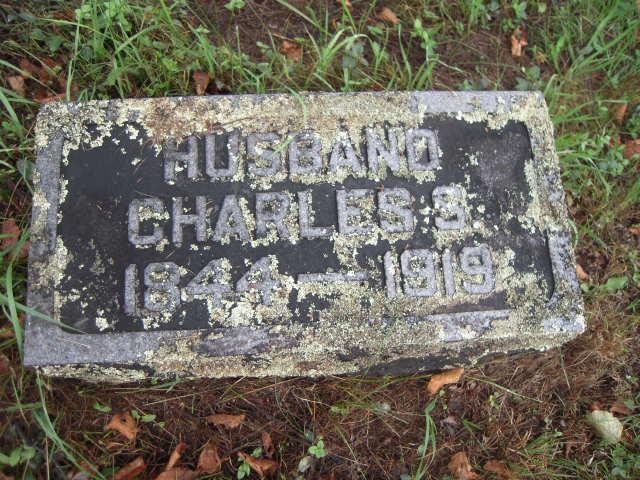 HUSBAND
CHARLES S.
1844 — 1919